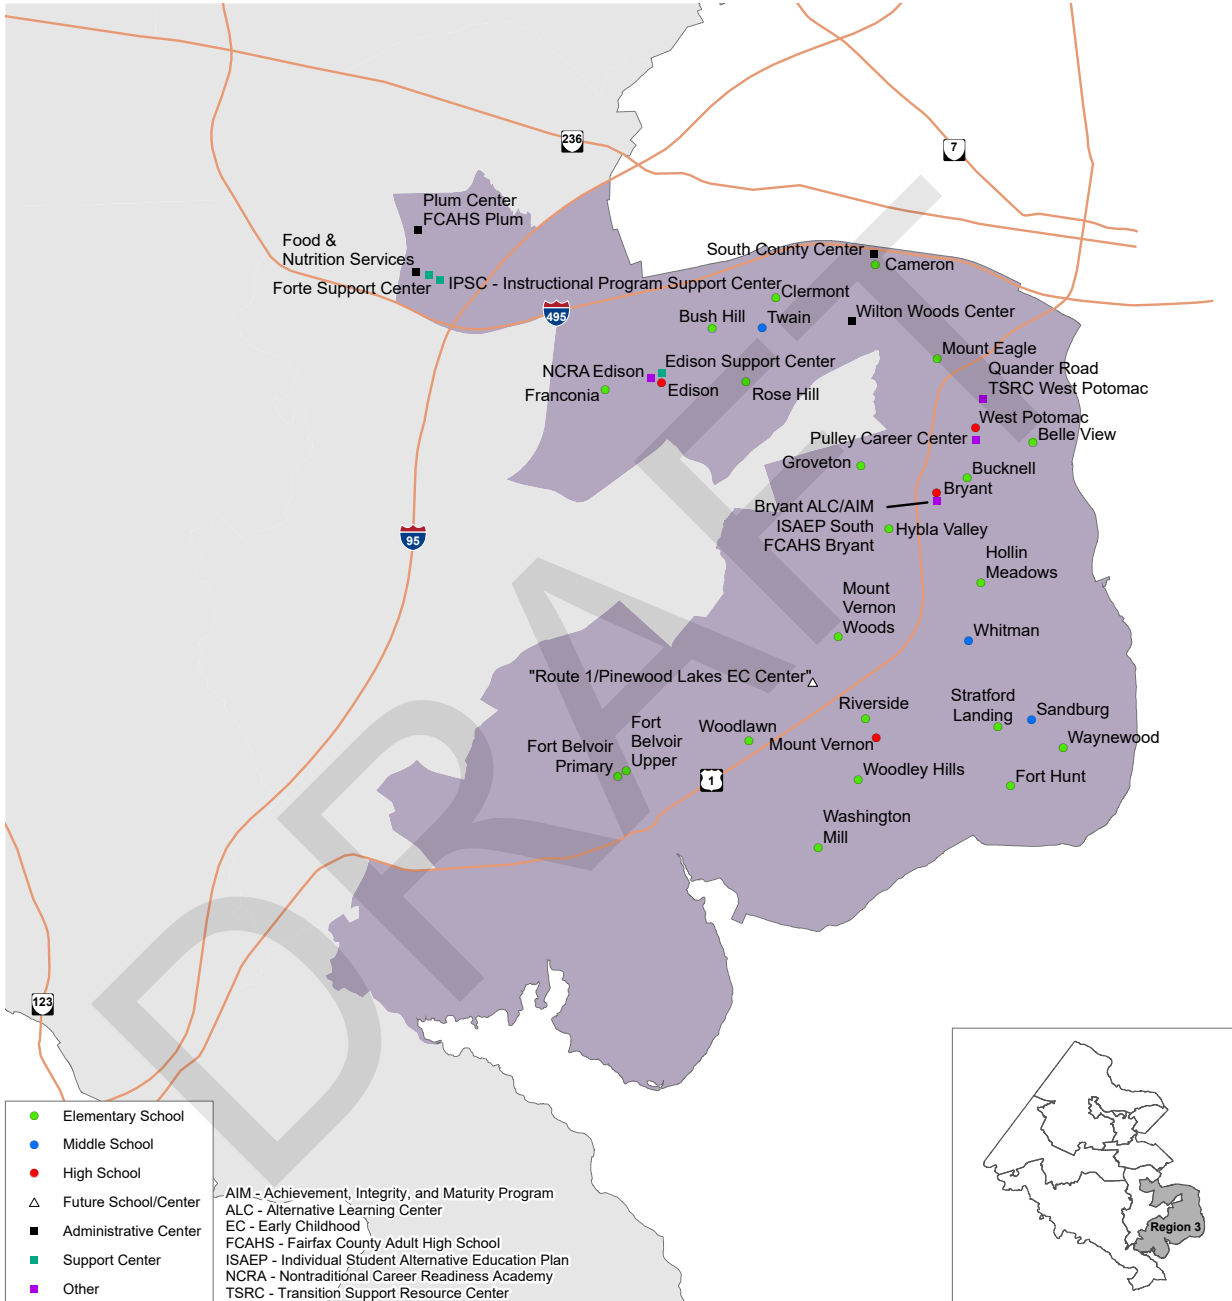 236
7
Plum Center
FCAHS Plum
Food &
Nutrition Services
Forte Support Center
IPSC - Instructional Program Support Center
South County Center
Cameron
Clermont
495
Bush Hill
Twain
Wilton Woods Center
Mount Eagle
NCRA Edison
Edison Support Center
Quander Road
TSRC West Potomac
Franconia
Edison
Rose Hill
West Potomac
Pulley Career Center
Belle View
Groveton
Bucknell
Bryant
Bryant ALC/AIM
ISAEP South
FCAHS Bryant
Hybla Valley
95
Hollin
Meadows
Mount
Vernon
Woods
Whitman
"Route 1/Pinewood Lakes EC Center"
Riverside
Stratford
Landing
Sandburg
Fort
Belvoir
Upper
Woodlawn
Mount Vernon
Waynewood
Fort Belvoir
Primary
1
Woodley Hills
Fort Hunt
Washington
Mill
123
DRAFT
Elementary School
Middle School
High School
Future School/Center
Administrative Center
Support Center
Other
AIM - Achievement, Integrity, and Maturity Program
ALC - Alternative Learning Center
EC - Early Childhood
FCAHS - Fairfax County Adult High School
ISAEP - Individual Student Alternative Education Plan
NCRA - Nontraditional Career Readiness Academy
TSRC - Transition Support Resource Center
Region 3